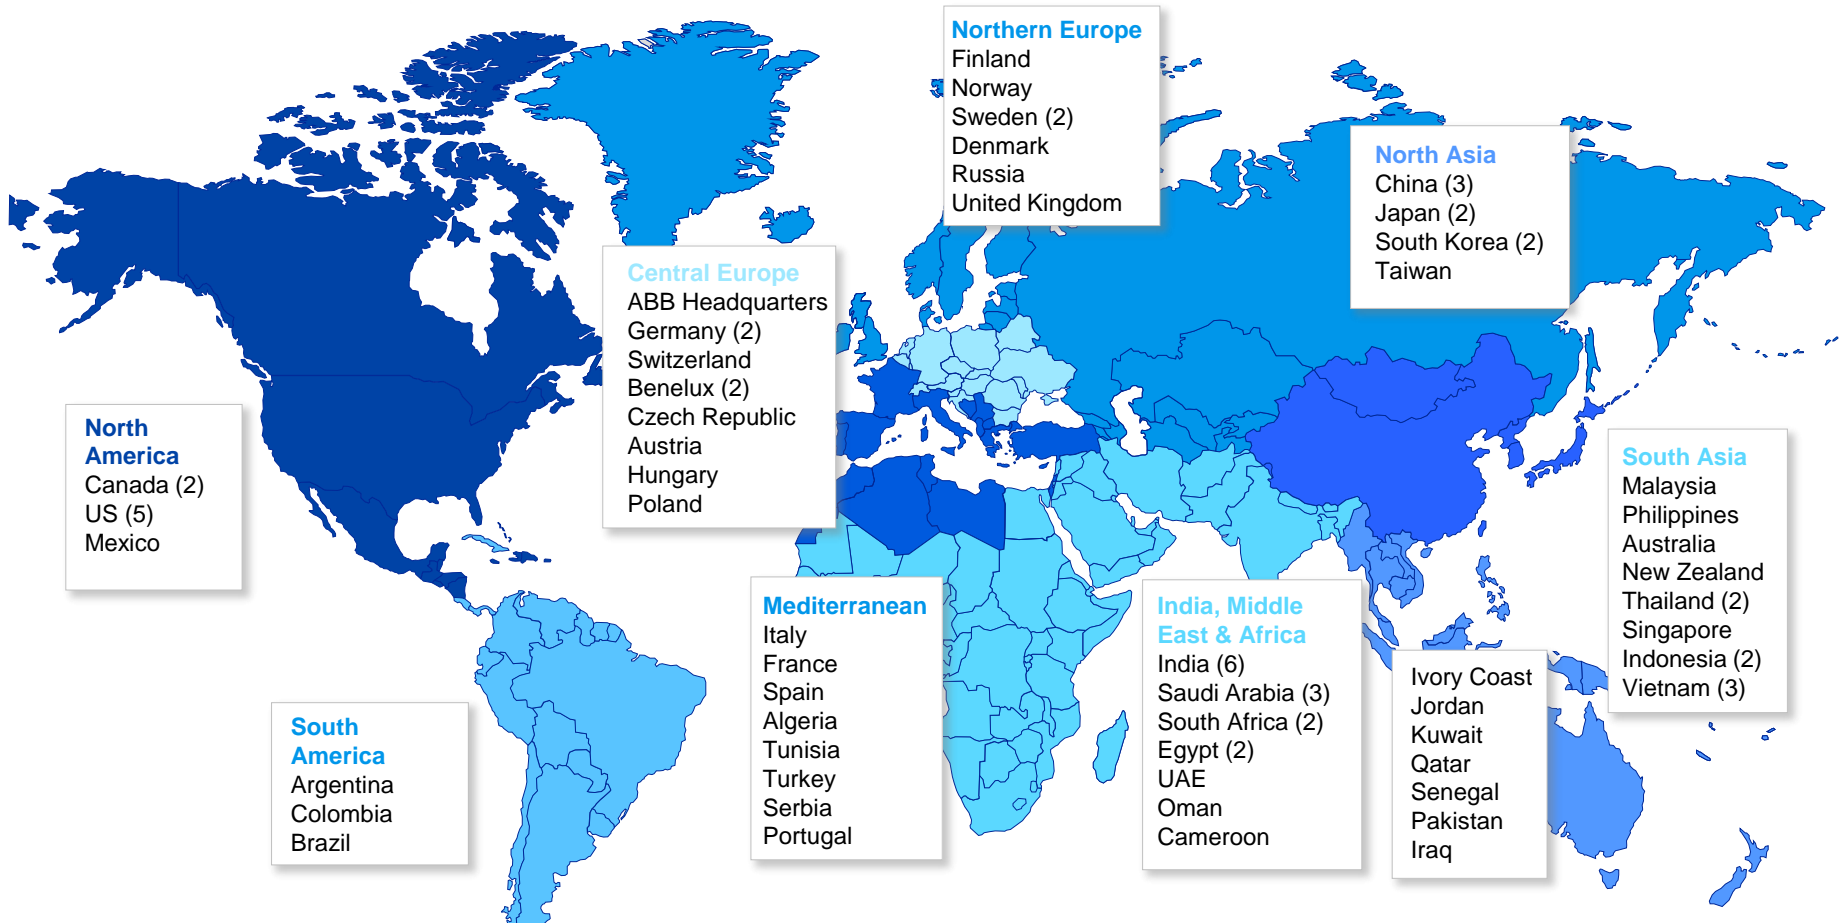 Northern Europe
Finland
Norway
Sweden (2)
Denmark
Russia
United Kingdom
North Asia
China (3)
Japan (2)
South Korea (2)
Taiwan
Central Europe
ABB Headquarters
Germany (2)
Switzerland
Benelux (2)
Czech Republic
Austria
Hungary
Poland
North
America
Canada (2)
US (5)
Mexico
South Asia
Malaysia
Philippines
Australia
New Zealand
Thailand (2)
Singapore
Indonesia (2)
Vietnam (3)
South
America
Argentina
Colombia
Brazil
Mediterranean
Italy
France
Spain
Algeria
Tunisia
Turkey
Serbia
Portugal
India, Middle
East & Africa
India (6)
Saudi Arabia (3)
South Africa (2)
Egypt (2)
UAE
Oman
Cameroon
Ivory Coast
Jordan
Kuwait
Qatar
Senegal
Pakistan
Iraq